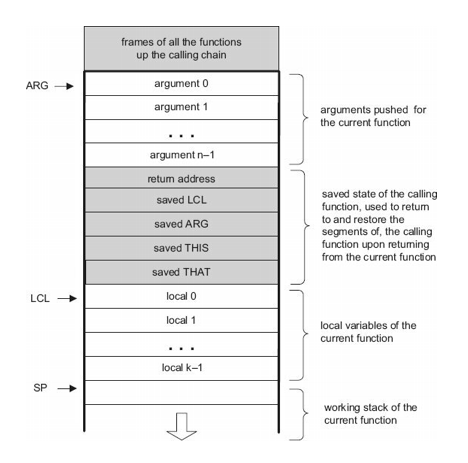 frames of all the functions
up the calling chain
ARG
argument 0
argument 1
. . .
argument n–1
arguments pushed for
the current function
return address
saved LCL
saved ARG
saved THIS
saved THAT
saved state of the calling
function, used to return
to and restore the
segments of, the calling
function upon returning
from the current function
LCL
local 0
local 1
. . .
local k–1
local variables of the
current function
SP
working stack of the
current function